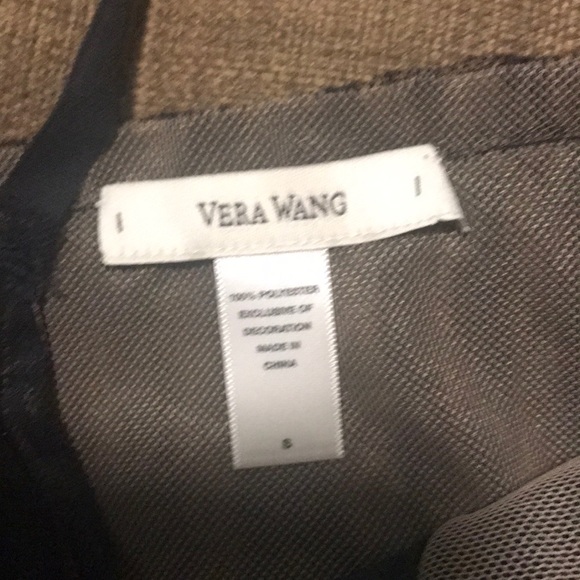 VERA WANG
100% POLYESTER
EXCLUSIVE OF
DECORATION
MADE IN
CHINA
S